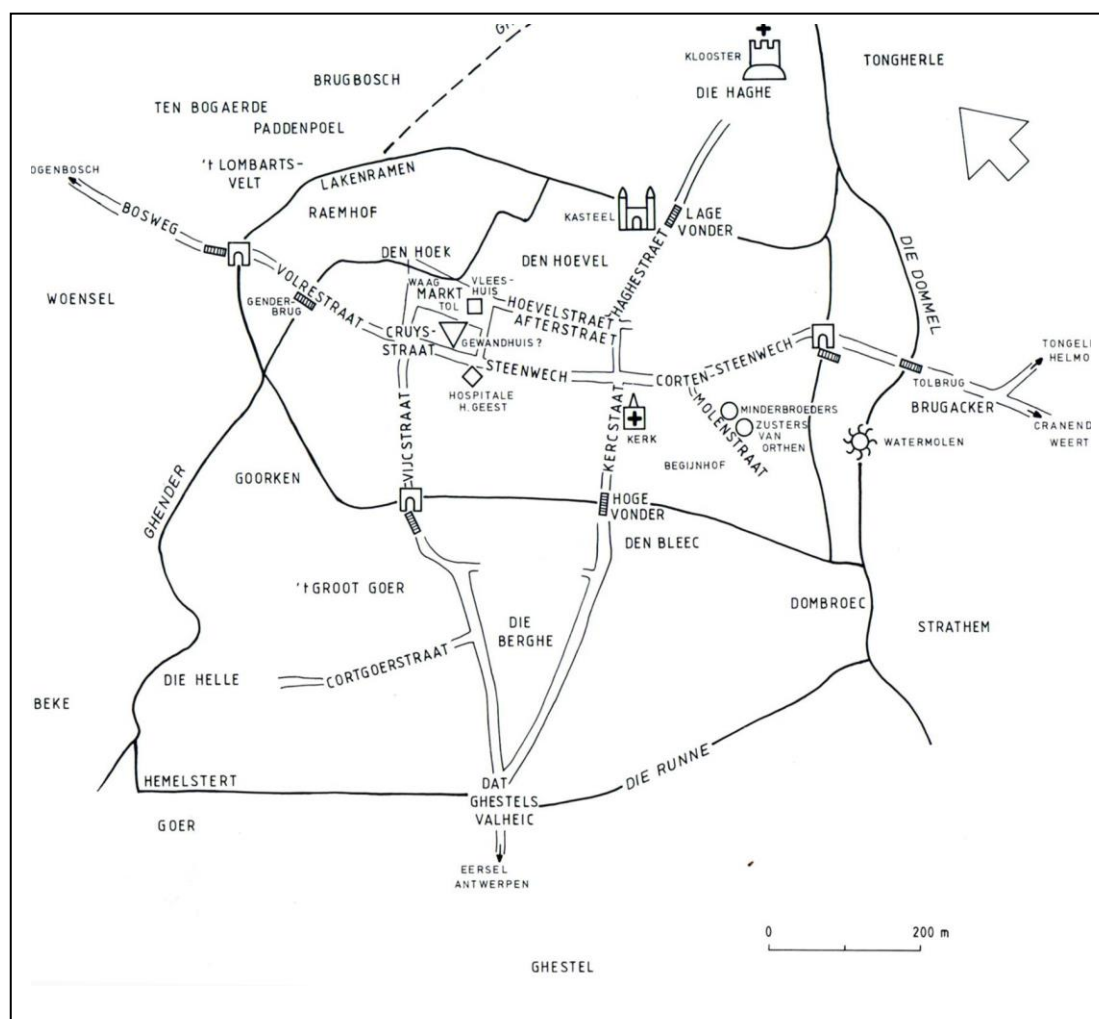 KLOOSTER
TONGHERLE
DIE HAGHE
BRUGBOSCH
TEN BOGAERDE
PADDENPOEL
't LOMBARTS-
VELT
LAKENRAMEN
RAEMHOF
OGENBOSCH
BOSWEG
KASTEEL
LAGE
VONDER
HAGHESTRAET
DEN HOEK
DEN HOEVEL
DIE DOMMEL
WOENSEL
VOLRESTRAAT
GENDER-
BRUG
WAAG
MARKT
TOL
VLEES-
HUIS
HOEVELSTRAET
AFTERSTRAET
CRUYS-
STRAAT
GEWANDHUIS?
STEENWECH
CORTEN-STEENWECH
HOSPITALE
H. GEEST
TOLBRUG
BRUGACKER
TONGEL
HELMO
CRANEND
WEERT
MOLENSTRAAT
MINDERBROEDERS
ZUSTERS
VAN
ORTHEN
KERK
WATERMOLEN
BEGIJNHOF
KERCSTAAT
VIJCSTRAAT
GOORKEN
GHENDER
HOGE
VONDER
DEN BLEEC
't GROOT GOER
DIE
BERGHE
DOMBROEC
STRATHEM
CORTGOERSTRAAT
DIE HELLE
BEKE
HEMELSTERT
GOER
DAT
GHESTELS
VALHEIC
DIE RUNNE
EERSEL
ANTWERPEN
0 200 m
GHESTEL